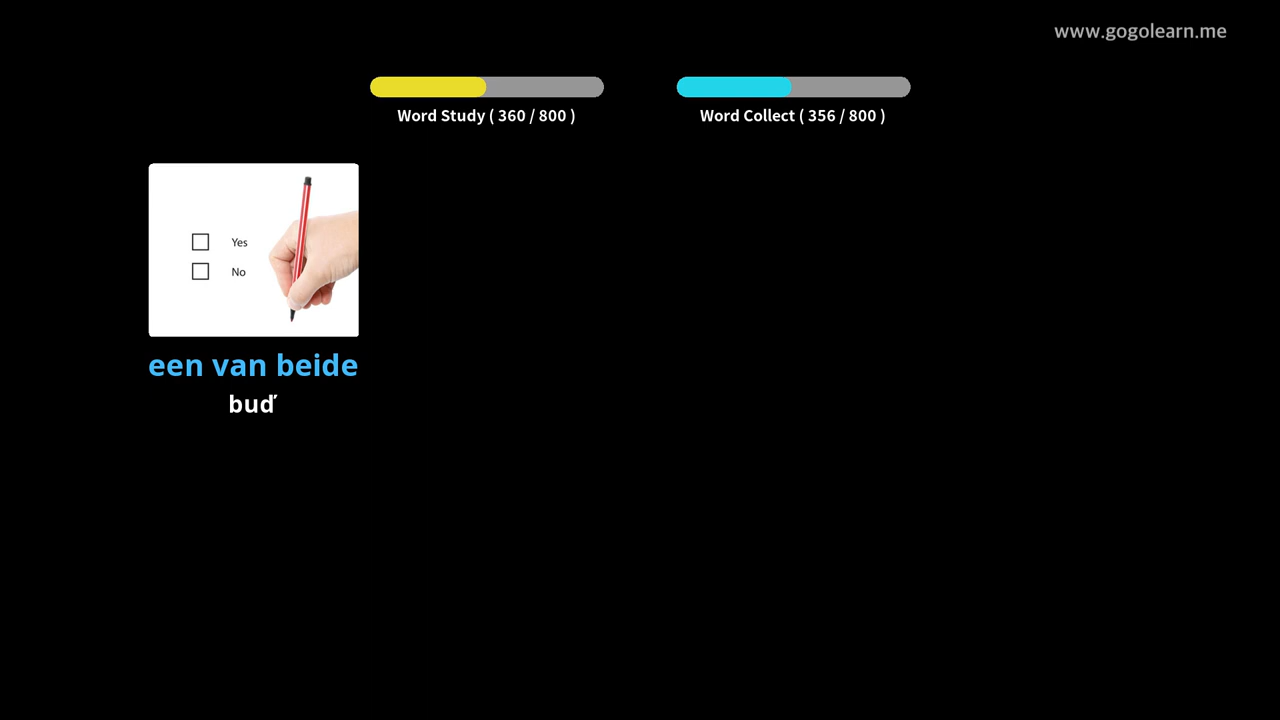 www.gogolearn.me
Word Study ( 360 / 800 )
Word Collect ( 356 / 800 )
Yes
No
een van beide
buď